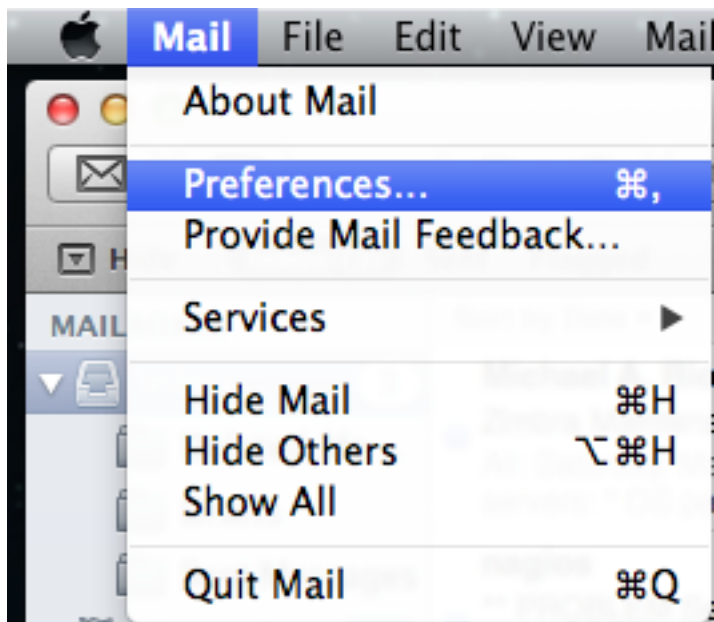 Mail File Edit View Mail
About Mail
Preferences... ⌘,
Provide Mail Feedback...
MAIL
Services ▶
Hide Mail ⌘H
Hide Others ⌥⌘H
Show All
Quit Mail ⌘Q